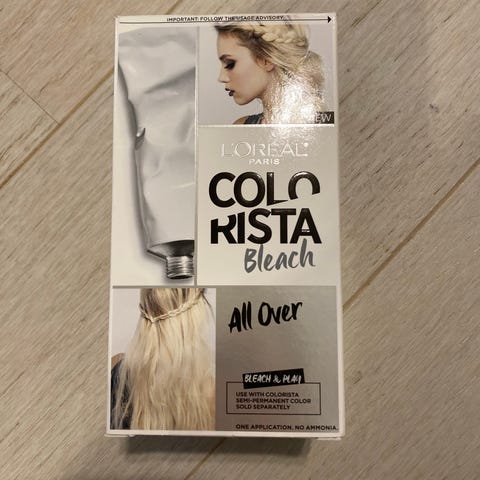 IMPORTANT: FOLLOW THE USAGE ADVISORY.
NEW
L'ORÉAL
PARIS
COLO
RISTA
Bleach
All Over
BLEACH & PLAY
USE WITH COLORISTA
SEMI-PERMANENT COLOR
SOLD SEPARATELY
ONE APPLICATION. NO AMMONIA.